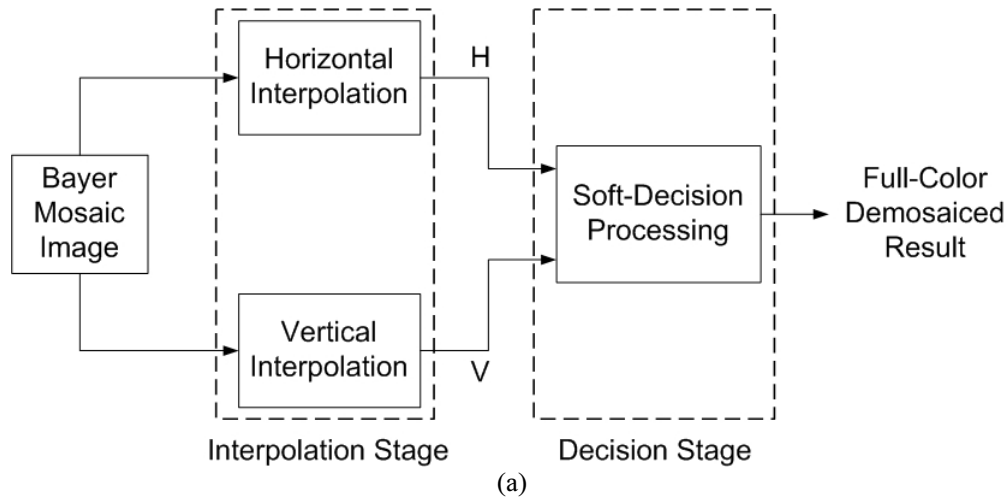 Horizontal
Interpolation
H
Bayer
Mosaic
Image
Soft-Decision
Processing
Full-Color
Demosaiced
Result
Vertical
Interpolation
V
Interpolation Stage
Decision Stage
(a)